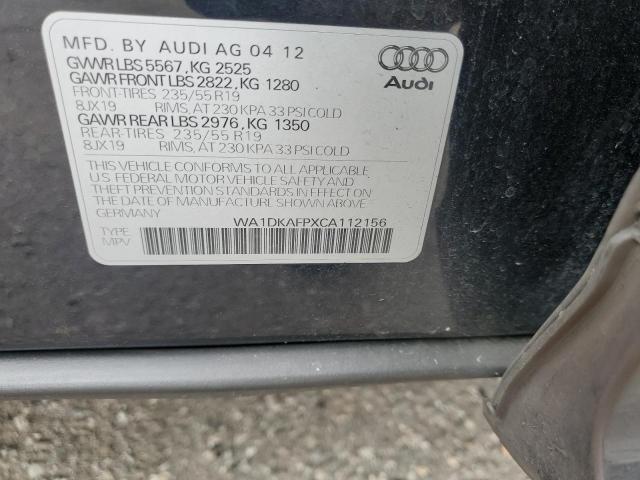 MFD. BY AUDI AG 04 12
GVWR LBS 5567, KG 2525
GAWR FRONT LBS 2822, KG 1280
FRONT-TIRES 235/55 R19
8JX19 RIMS, AT 230 KPA 33 PSI COLD
GAWR REAR LBS 2976, KG 1350
REAR-TIRES 235/55 R19
8JX19 RIMS, AT 230 KPA 33 PSI COLD
THIS VEHICLE CONFORMS TO ALL APPLICABLE
U.S. FEDERAL MOTOR VEHICLE SAFETY AND
THEFT PREVENTION STANDARDS IN EFFECT ON
THE DATE OF MANUFACTURE SHOWN ABOVE.
GERMANY WA1DKAFPXCA112156
TYPE
MPV
Audi